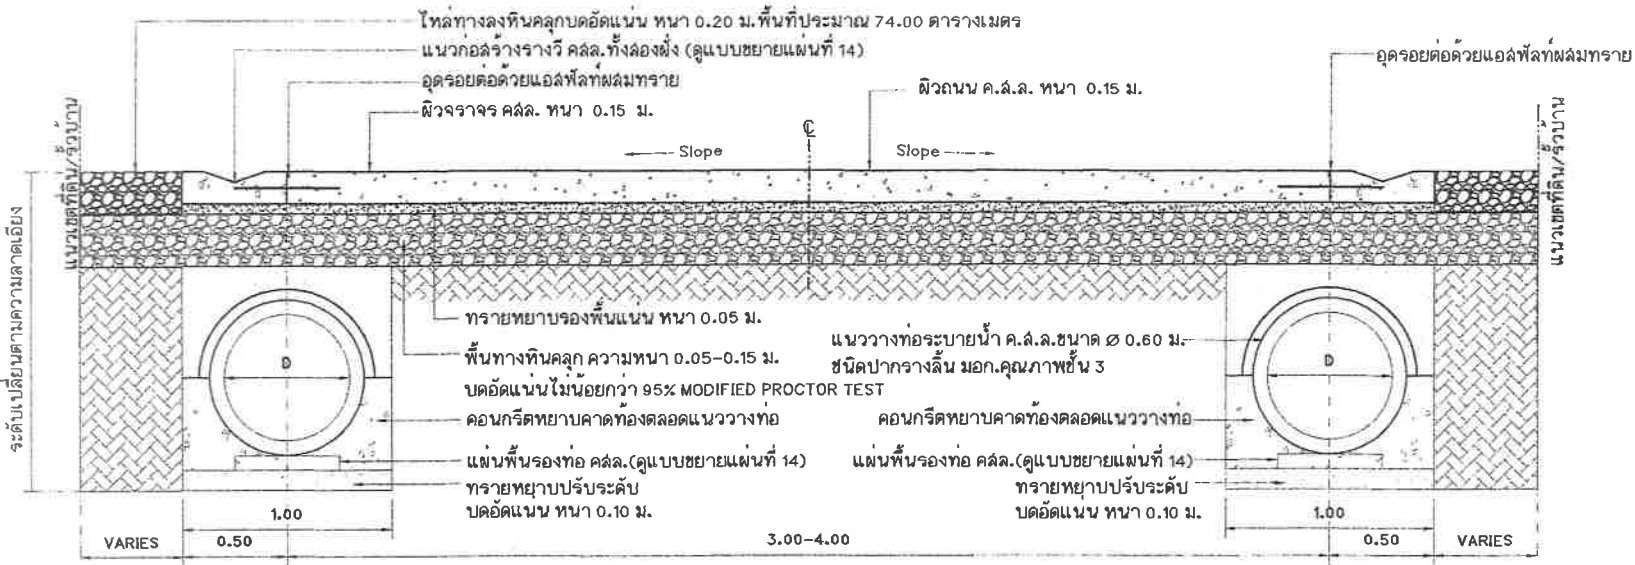 ไหล่ทางลงหินคลุกบดอัดแน่น หนา 0.20 ม.พื้นที่ประมาณ 74.00 ตารางเมตร
แนวก่อสร้างรางวี คสล.ทั้งสองฝั่ง (ดูแบบขยายแผ่นที่ 14)
อุดรอยต่อด้วยแอสฟัลท์ผสมทราย
ผิวจราจร คสล. หนา 0.15 ม.
ผิวถนน ค.ส.ล. หนา 0.15 ม.
อุดรอยต่อด้วยแอสฟัลท์ผสมทราย
แนวเขตที่ดิน/รั้วบ้าน
แนวเขตที่ดิน/รั้วบ้าน
ระดับเปลี่ยนตามความลาดเอียง
℄
Slope
Slope
ทรายหยาบรองพื้นแน่น หนา 0.05 ม.
พื้นทางหินคลุก ความหนา 0.05-0.15 ม.
บดอัดแน่นไม่น้อยกว่า 95% MODIFIED PROCTOR TEST
คอนกรีตหยาบคาดท้องตลอดแนววางท่อ
แผ่นพื้นรองท่อ คสล.(ดูแบบขยายแผ่นที่ 14)
ทรายหยาบปรับระดับ
บดอัดแน่น หนา 0.10 ม.
แนววางท่อระบายน้ำ ค.ส.ล.ขนาด Ø 0.60 ม.
ชนิดปากรางลิ้น มอก.คุณภาพชั้น 3
คอนกรีตหยาบคาดท้องตลอดแนววางท่อ
แผ่นพื้นรองท่อ คสล.(ดูแบบขยายแผ่นที่ 14)
ทรายหยาบปรับระดับ
บดอัดแน่น หนา 0.10 ม.
D
D
1.00
1.00
VARIES
0.50
3.00-4.00
0.50
VARIES